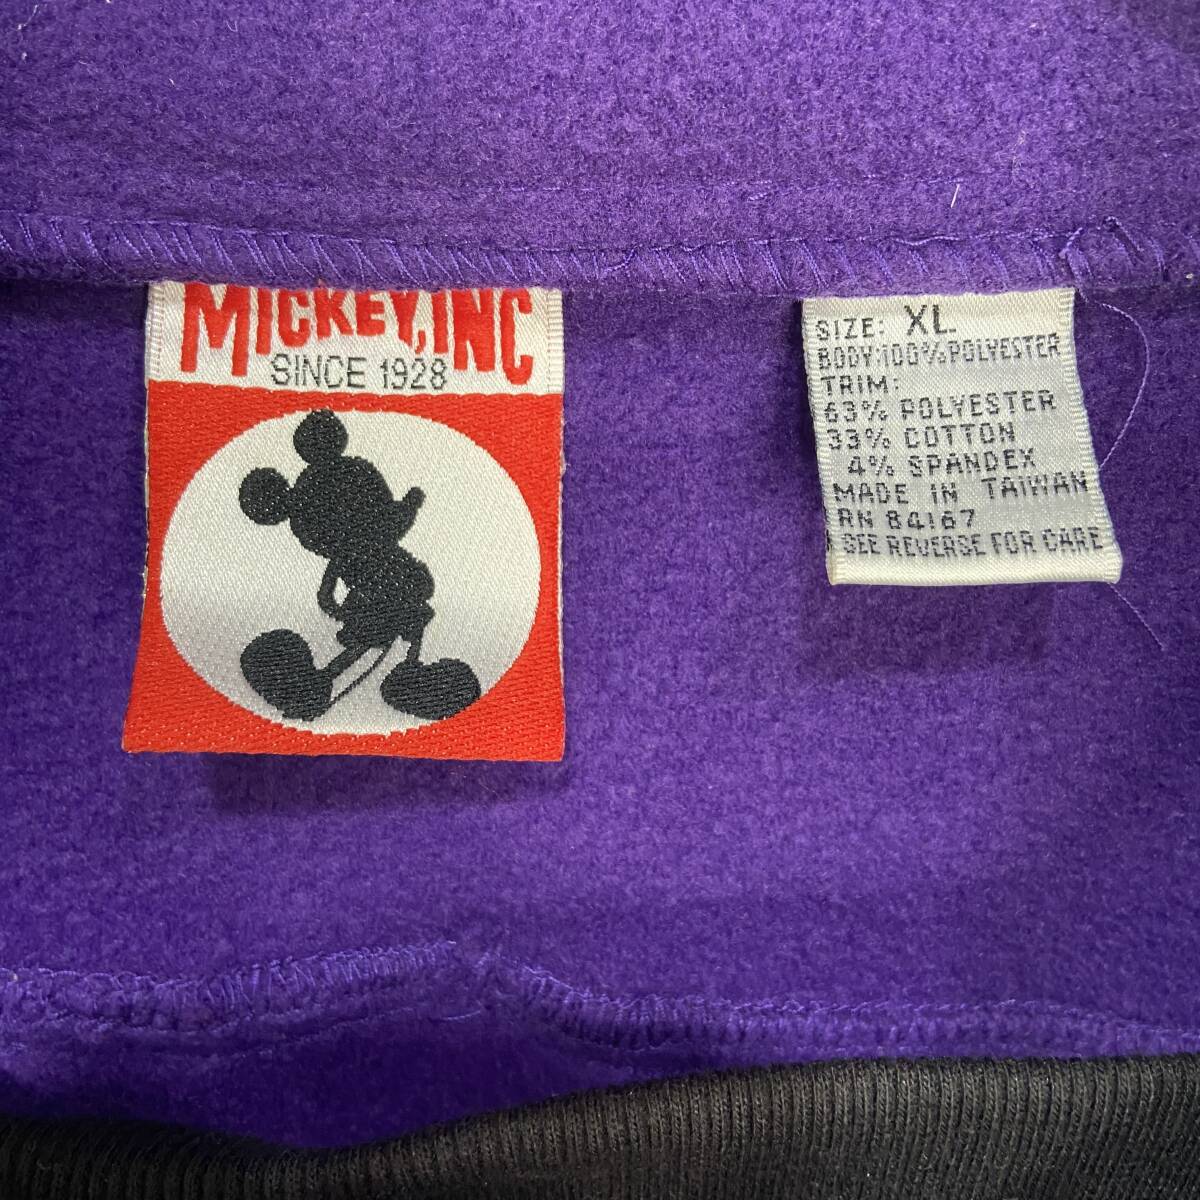 MICKEY, INC
SINCE 1928
SIZE: XL
BODY:100%POLYESTER
TRIM:
63% POLYESTER
33% COTTON
4% SPANDEX
MADE IN TAIWAN
RN 84167
SEE REVERSE FOR CARE